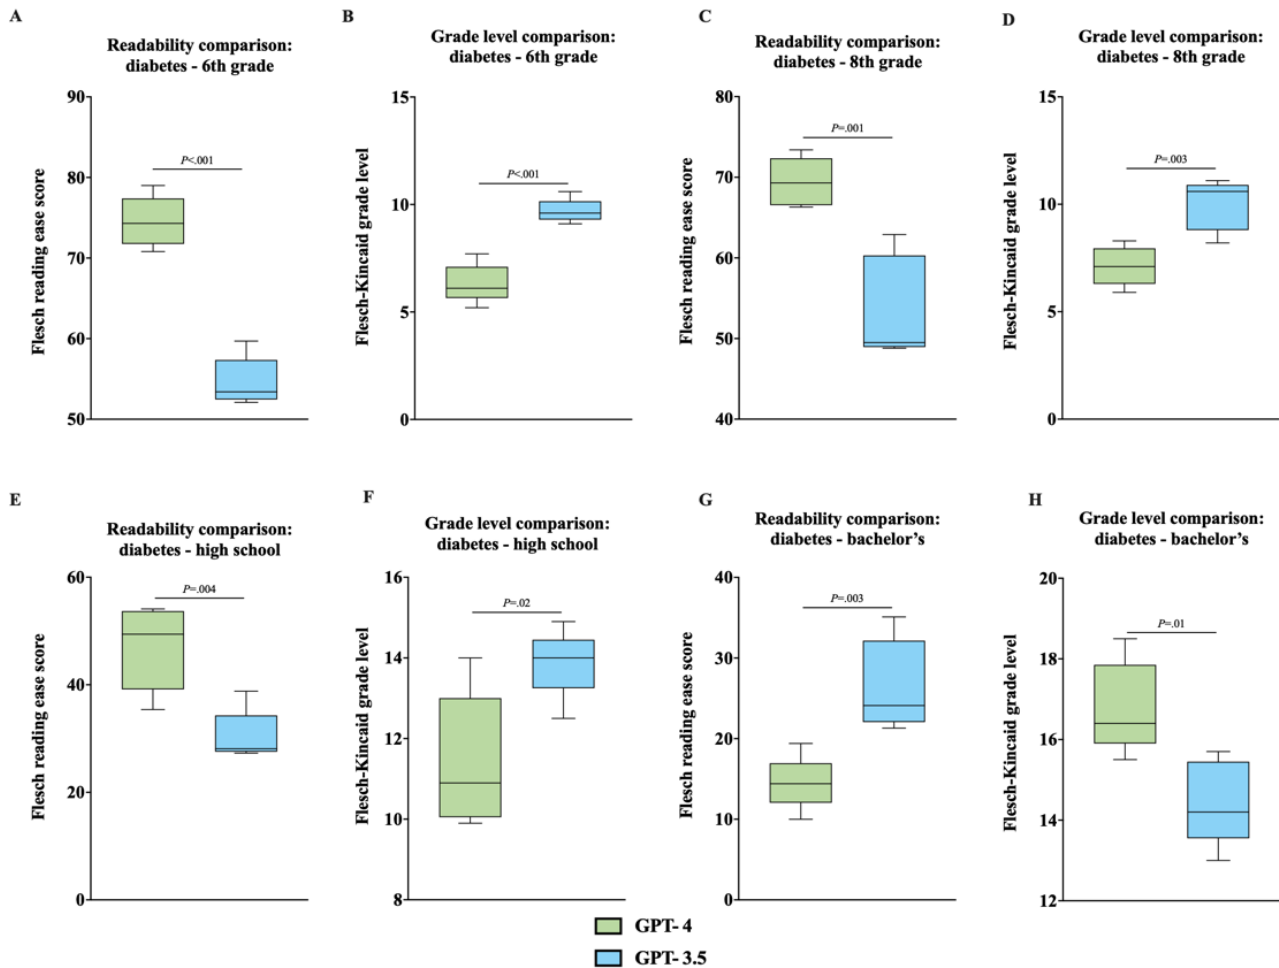 A
Readability comparison:
diabetes - 6th grade
Flesch reading ease score
90
80
70
60
50
P<.001
B
Grade level comparison:
diabetes - 6th grade
Flesch-Kincaid grade level
15
10
5
0
P<.001
C
Readability comparison:
diabetes - 8th grade
Flesch reading ease score
80
70
60
50
40
P=.001
D
Grade level comparison:
diabetes - 8th grade
Flesch-Kincaid grade level
15
10
5
0
P=.003
E
Readability comparison:
diabetes - high school
Flesch reading ease score
60
40
20
0
P=.004
F
Grade level comparison:
diabetes - high school
Flesch-Kincaid grade level
16
14
12
10
8
P=.02
G
Readability comparison:
diabetes - bachelor's
Flesch reading ease score
40
30
20
10
0
P=.003
H
Grade level comparison:
diabetes - bachelor's
Flesch-Kincaid grade level
20
18
16
14
12
P=.01
GPT- 4
GPT- 3.5